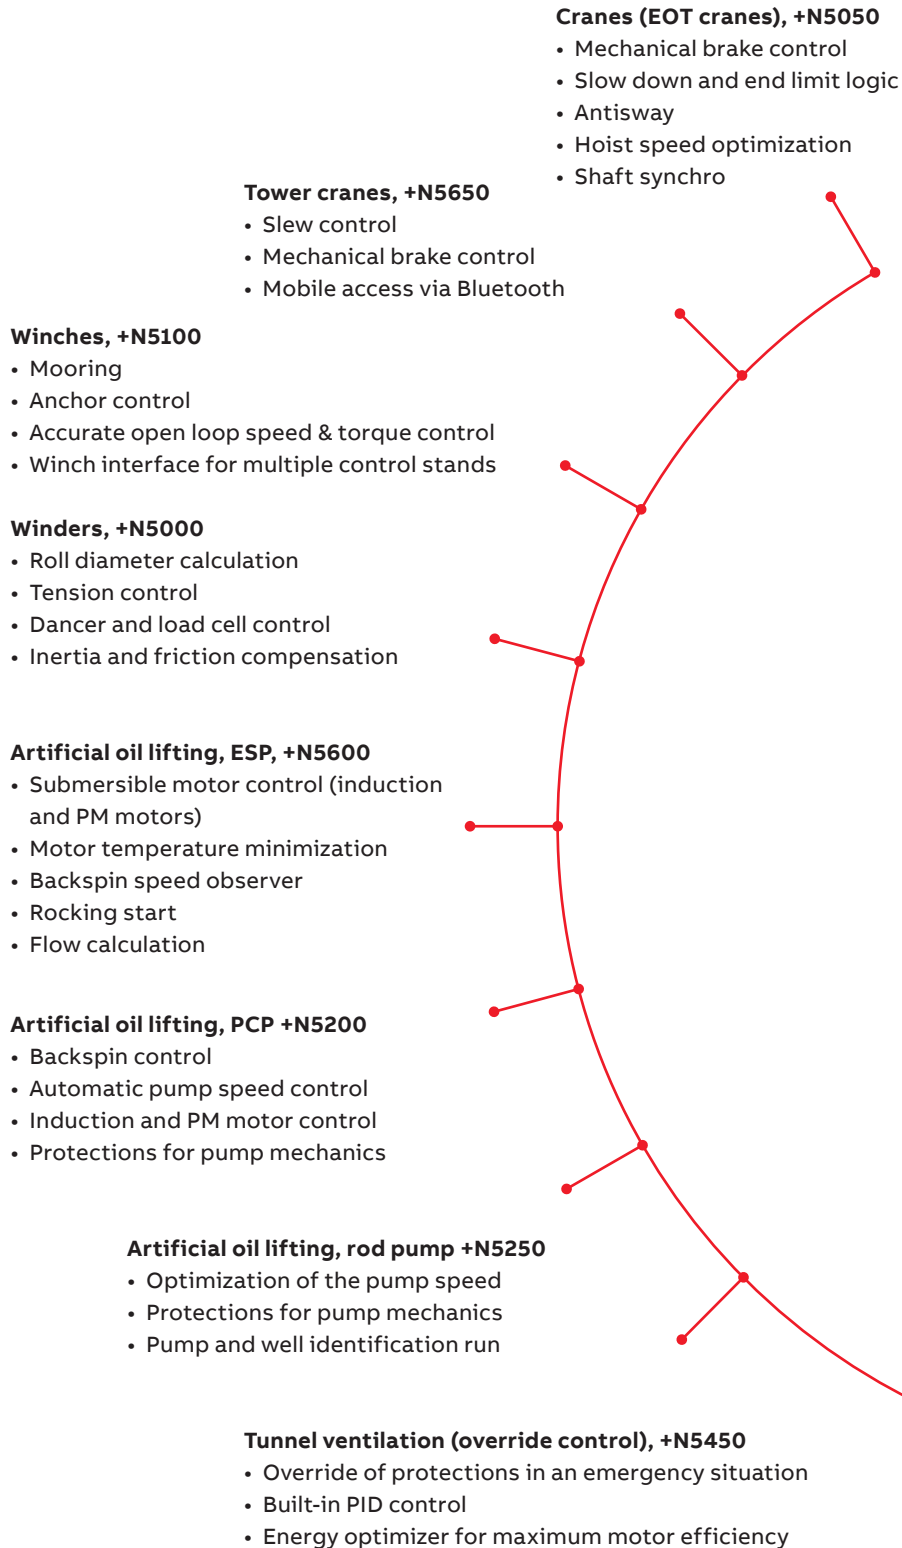 Cranes (EOT cranes), +N5050
• Mechanical brake control
• Slow down and end limit logic
• Antisway
• Hoist speed optimization
• Shaft synchro
Tower cranes, +N5650
• Slew control
• Mechanical brake control
• Mobile access via Bluetooth
Winches, +N5100
• Mooring
• Anchor control
• Accurate open loop speed & torque control
• Winch interface for multiple control stands
Winders, +N5000
• Roll diameter calculation
• Tension control
• Dancer and load cell control
• Inertia and friction compensation
Artificial oil lifting, ESP, +N5600
• Submersible motor control (induction
and PM motors)
• Motor temperature minimization
• Backspin speed observer
• Rocking start
• Flow calculation
Artificial oil lifting, PCP +N5200
• Backspin control
• Automatic pump speed control
• Induction and PM motor control
• Protections for pump mechanics
Artificial oil lifting, rod pump +N5250
• Optimization of the pump speed
• Protections for pump mechanics
• Pump and well identification run
Tunnel ventilation (override control), +N5450
• Override of protections in an emergency situation
• Built-in PID control
• Energy optimizer for maximum motor efficiency